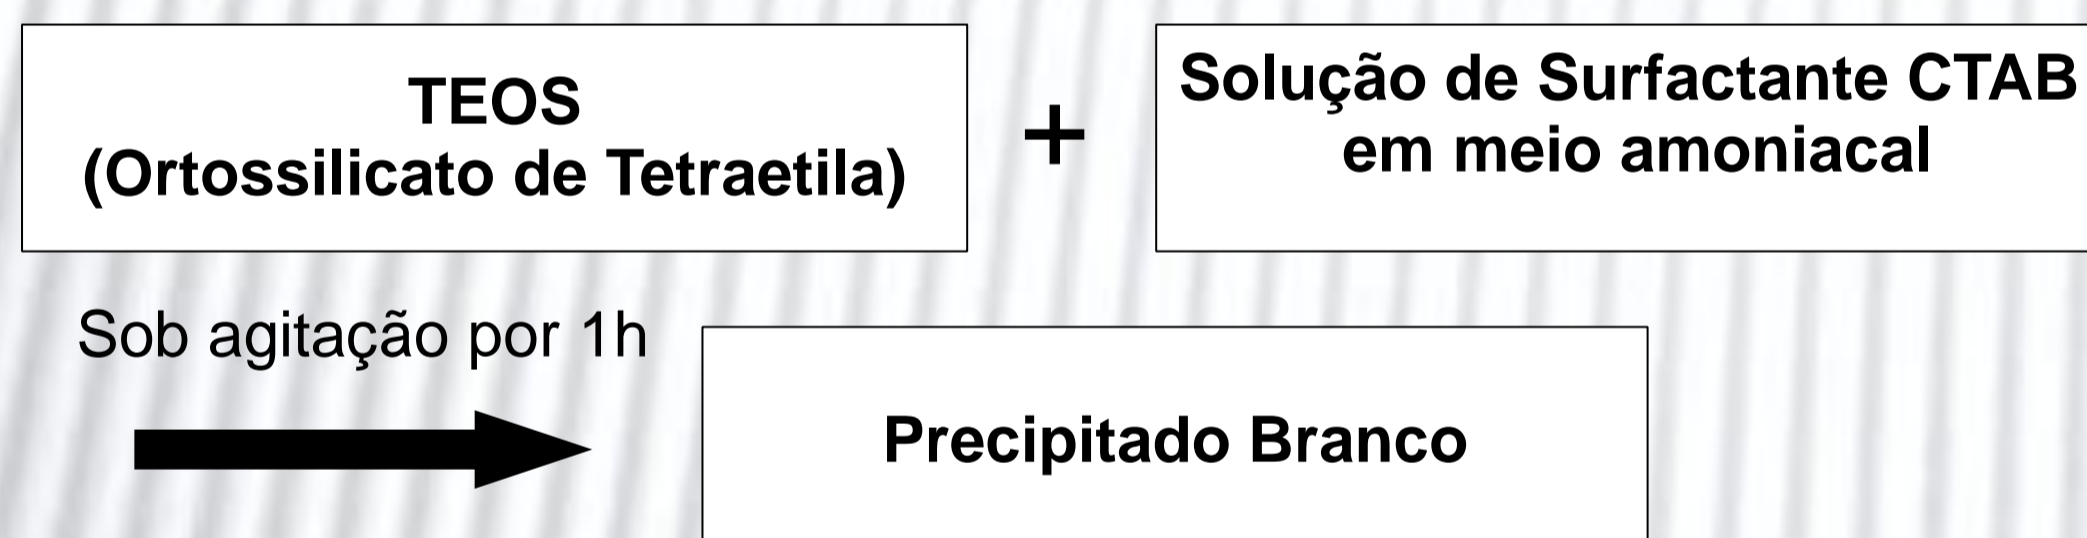 TEOS
(Ortossilicato de Tetraetila)
+
Solução de Surfactante CTAB
em meio amoniacal
Sob agitação por 1h
Precipitado Branco